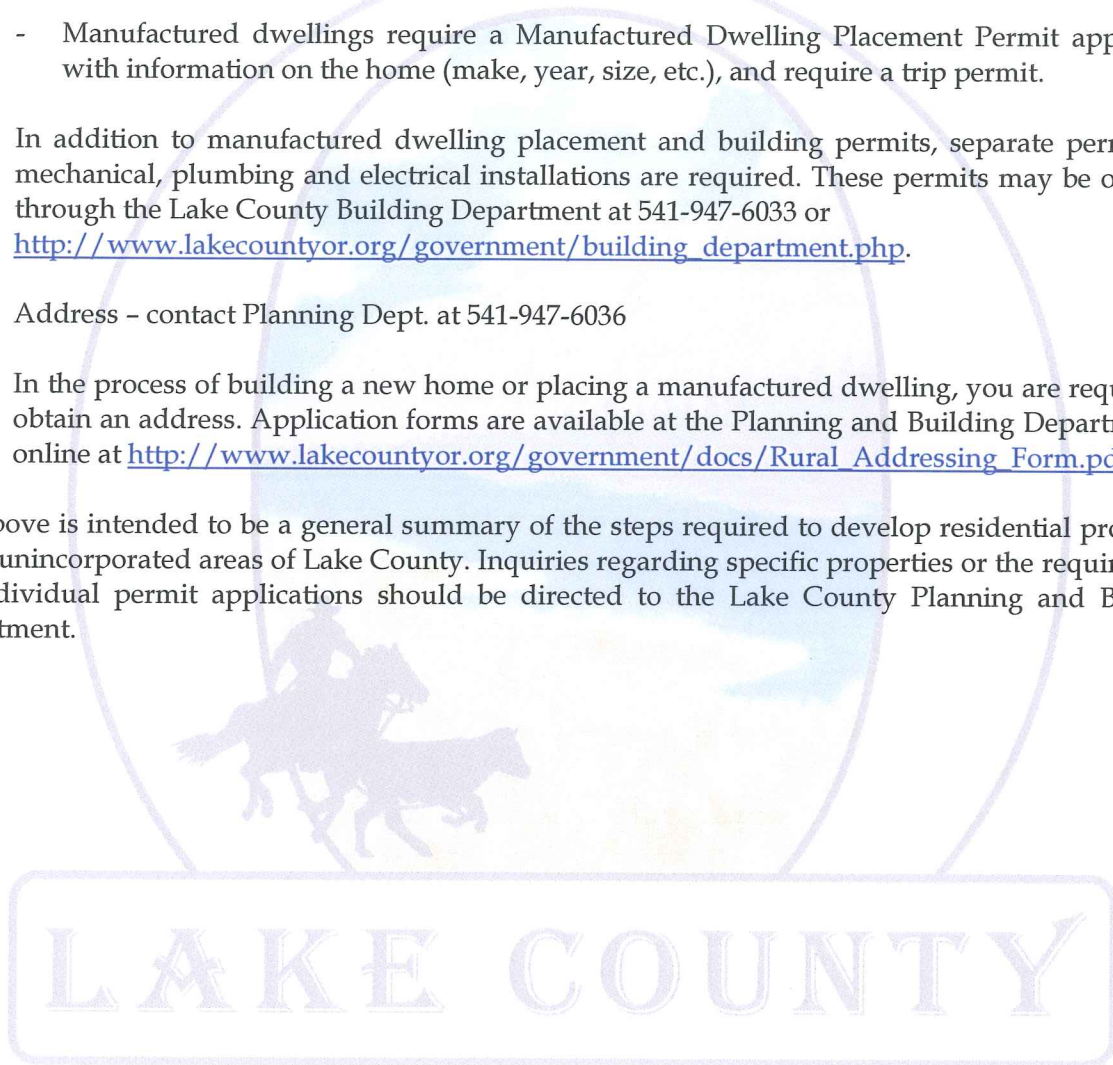 - Manufactured dwellings require a Manufactured Dwelling Placement Permit app
with information on the home (make, year, size, etc.), and require a trip permit.
In addition to manufactured dwelling placement and building permits, separate per
mechanical, plumbing and electrical installations are required. These permits may be o
through the Lake County Building Department at 541-947-6033 or
http://www.lakecountyor.org/government/building_department.php.
Address – contact Planning Dept. at 541-947-6036
In the process of building a new home or placing a manufactured dwelling, you are requ
obtain an address. Application forms are available at the Planning and Building Depart
online at http://www.lakecountyor.org/government/docs/Rural_Addressing_Form.pd
bove is intended to be a general summary of the steps required to develop residential pro
unincorporated areas of Lake County. Inquiries regarding specific properties or the requir
dividual permit applications should be directed to the Lake County Planning and B
tment.
LAKE COUNTY